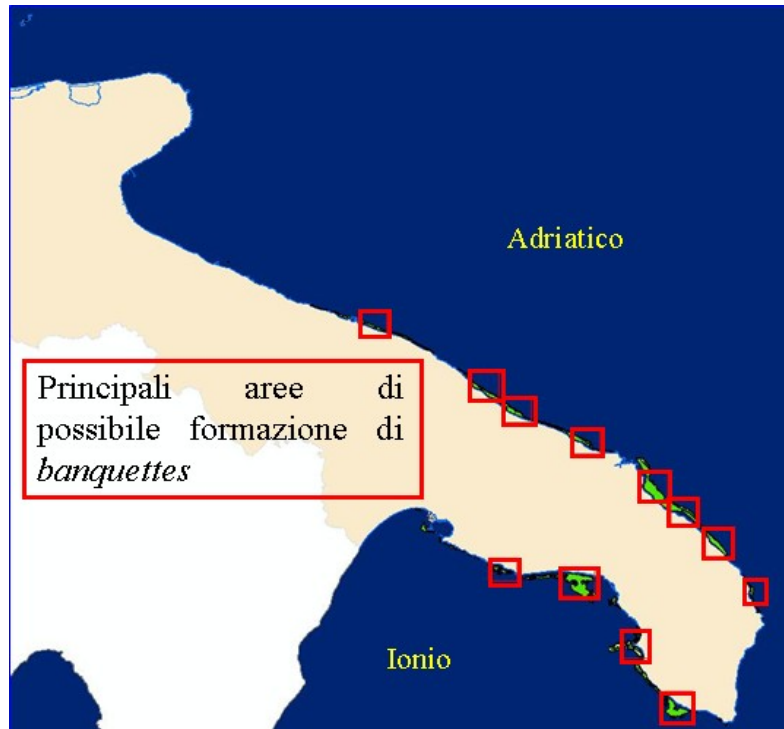 Adriatico
Principali aree di
possibile formazione di
banquettes
Ionio